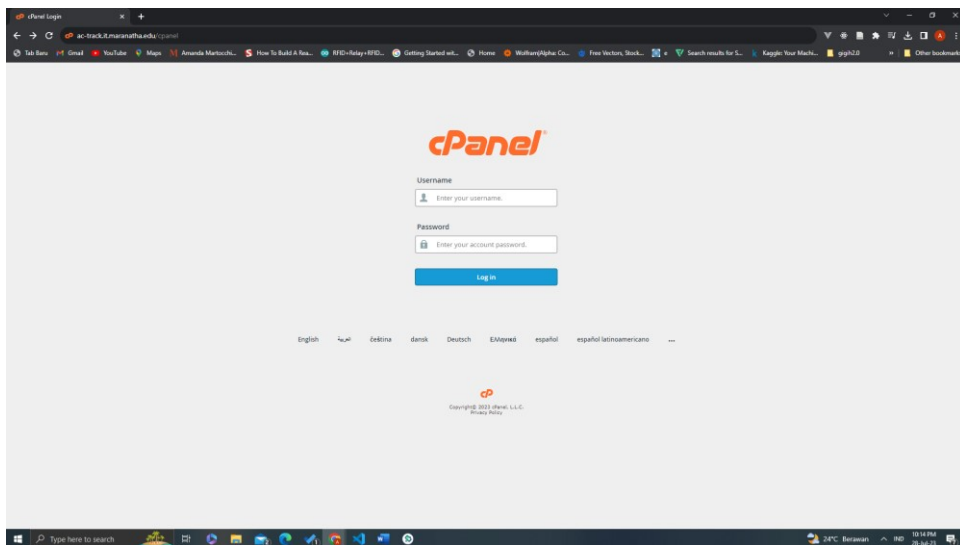 cPanel Login
ac-track.it.maranatha.edu/cpanel
Tab Baru Gmail YouTube Maps Amanda Martocchi... How To Build A Rea... RFID+Relay+RFID... Getting Started wit... Home Wolfram|Alpha: Co... Free Vectors, Stock... Search results for S... Kaggle: Your Machi... gigih2.0 » Other bookmarks
cPanel
Username
Enter your username.
Password
Enter your account password.
Log in
English العربية čeština dansk Deutsch Ελληνικά español español latinoamericano ...
cP
Copyright© 2023 cPanel, L.L.C.
Privacy Policy
Type here to search 24°C Berawan IND 10:14 PM
28-Jul-23